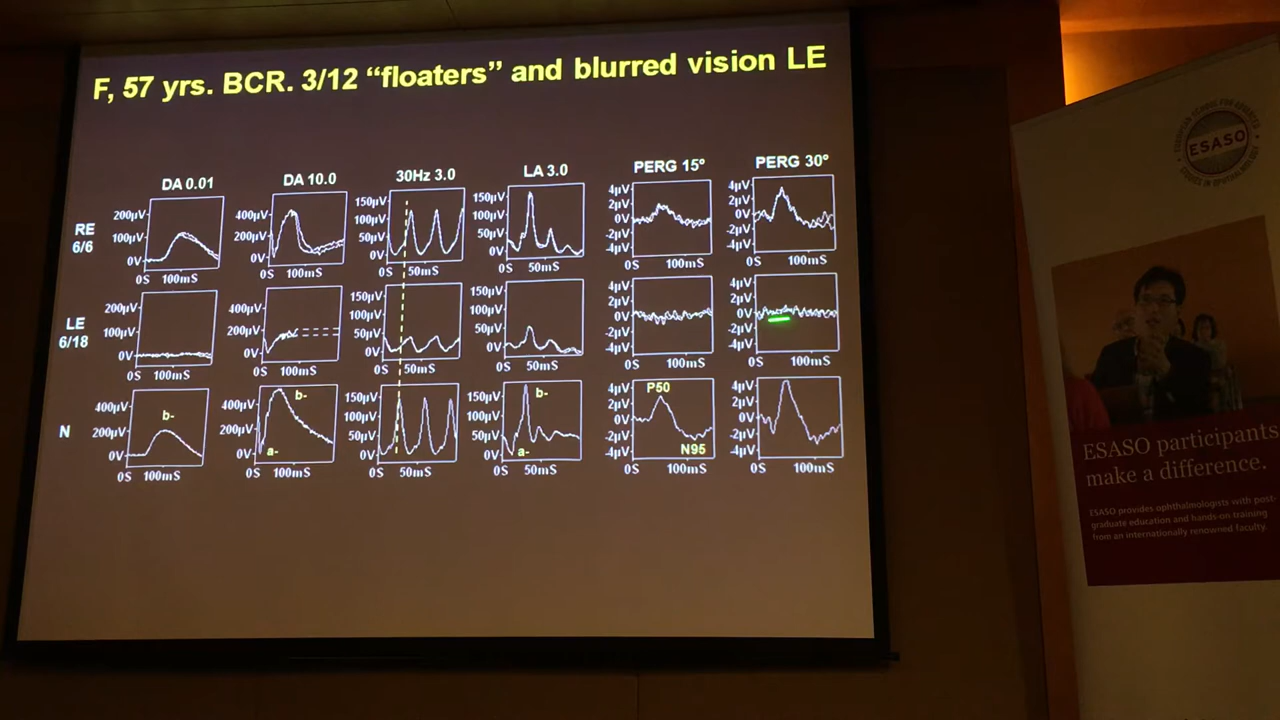 F, 57 yrs. BCR. 3/12 “floaters” and blurred vision LE
DA 0.01
DA 10.0
30Hz 3.0
LA 3.0
PERG 15º
PERG 30º
RE
6/6
200µV
100µV
0V
0S 100mS
400µV
200µV
0V
0S 100mS
150µV
100µV
50µV
0V
0S 50mS
150µV
100µV
50µV
0V
0S 50mS
4µV
2µV
0V
-2µV
-4µV
0S 100mS
4µV
2µV
0V
-2µV
-4µV
0S 100mS
LE
6/18
200µV
100µV
0V
0S 100mS
400µV
200µV
0V
0S 100mS
150µV
100µV
50µV
0V
0S 50mS
150µV
100µV
50µV
0V
0S 50mS
4µV
2µV
0V
-2µV
-4µV
0S 100mS
4µV
2µV
0V
-2µV
-4µV
0S 100mS
N
400µV
200µV
0V
b-
0S 100mS
400µV
200µV
0V
b-
a-
0S 100mS
150µV
100µV
50µV
0V
0S 50mS
150µV
100µV
50µV
0V
b-
a-
0S 50mS
4µV
2µV
0V
-2µV
-4µV
P50
N95
0S 100mS
4µV
2µV
0V
-2µV
-4µV
0S 100mS
ESASO
ESASO participants
make a difference.
ESASO provides ophthalmologists with post-
graduate education and hands-on training
from an internationally renowned faculty.